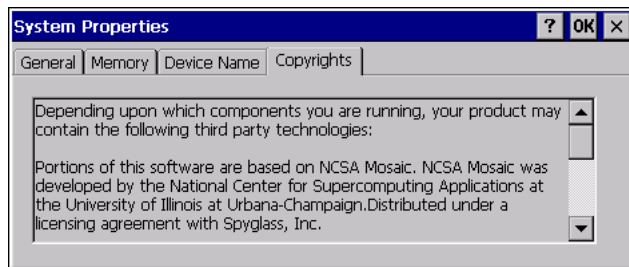 System Properties ? OK ×
General Memory Device Name Copyrights
Depending upon which components you are running, your product may
contain the following third party technologies:
Portions of this software are based on NCSA Mosaic. NCSA Mosaic was
developed by the National Center for Supercomputing Applications at
the University of Illinois at Urbana-Champaign.Distributed under a
licensing agreement with Spyglass, Inc.